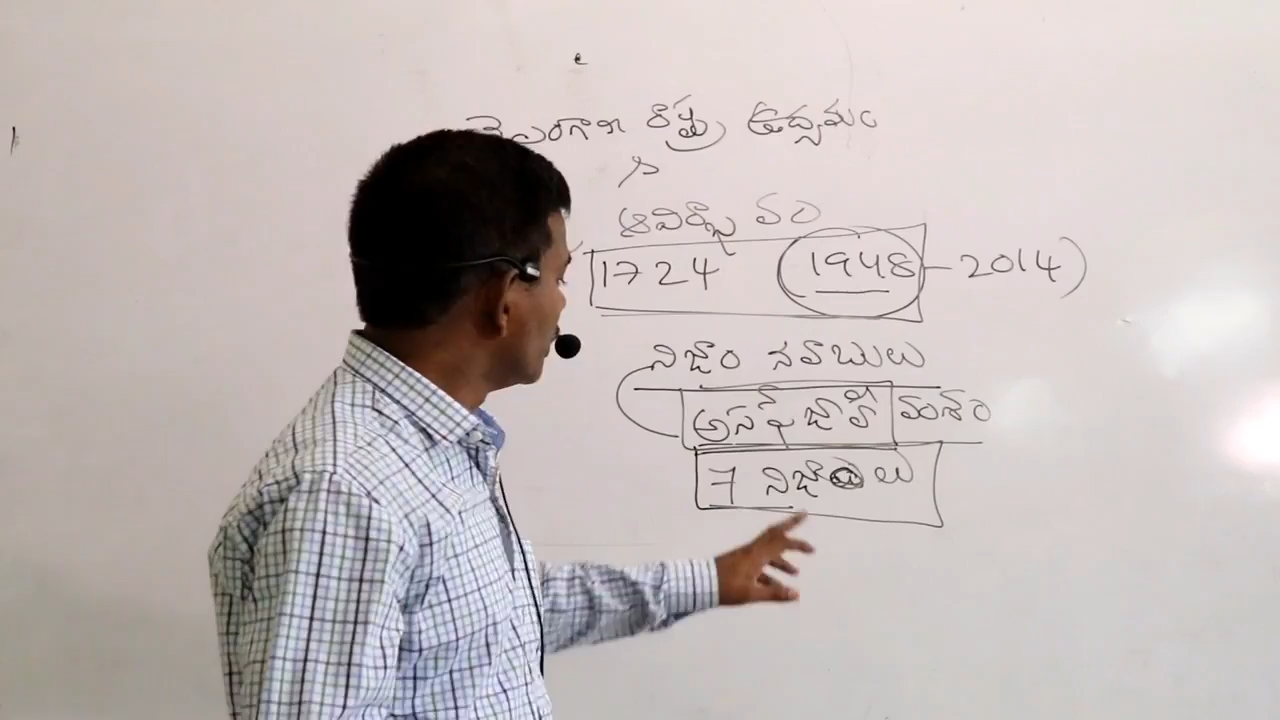 తెలంగాణ రాష్ట్ర ఉద్యమం
ఆవిర్భావం
1724 1948 - 2014)
నిజాం నవాబులు
అసఫ్ జాహీ వంశం
7 నిజాంలు